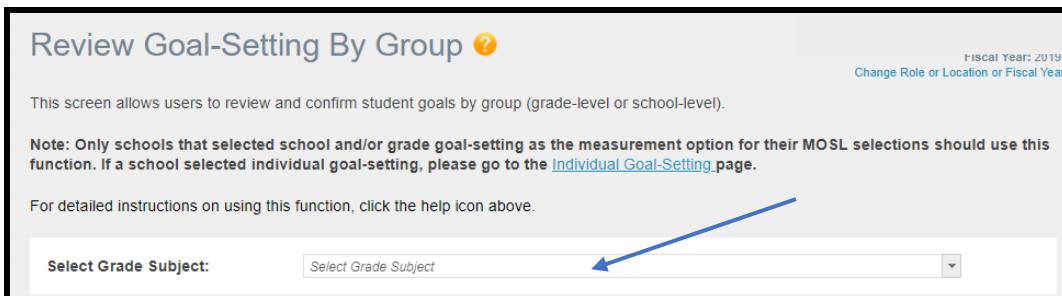 Review Goal-Setting By Group ?
Fiscal Year: 2019
Change Role or Location or Fiscal Year
This screen allows users to review and confirm student goals by group (grade-level or school-level).
Note: Only schools that selected school and/or grade goal-setting as the measurement option for their MOSL selections should use this
function. If a school selected individual goal-setting, please go to the Individual Goal-Setting page.
For detailed instructions on using this function, click the help icon above.
Select Grade Subject: Select Grade Subject